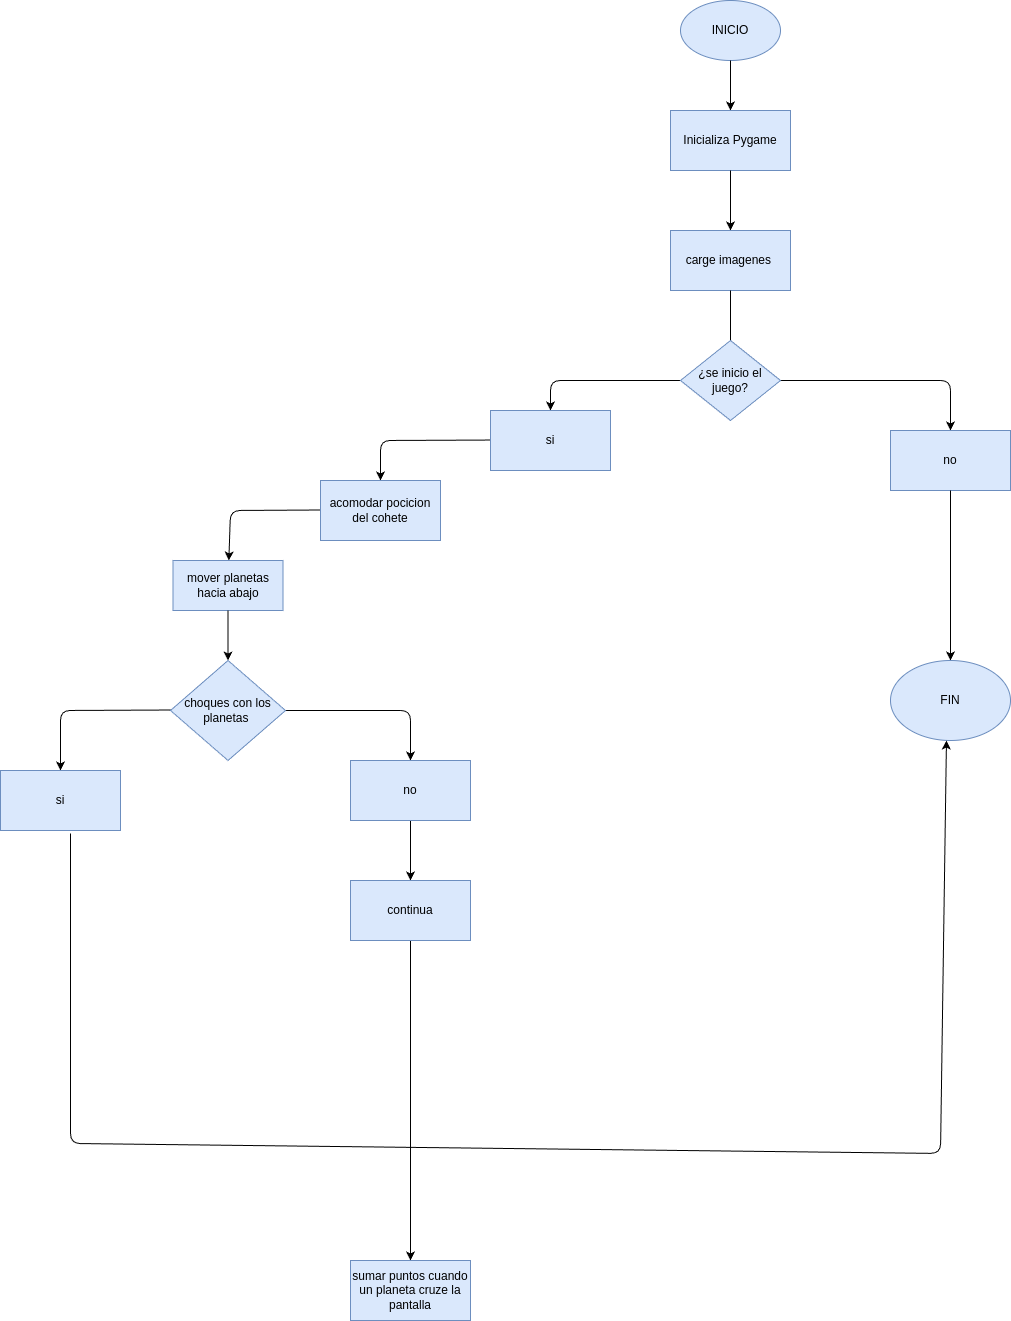 INICIO
Inicializa Pygame
carge imagenes
¿se inicio el
juego?
si
no
acomodar pocicion
del cohete
mover planetas
hacia abajo
choques con los
planetas
FIN
si
no
continua
sumar puntos cuando
un planeta cruze la
pantalla